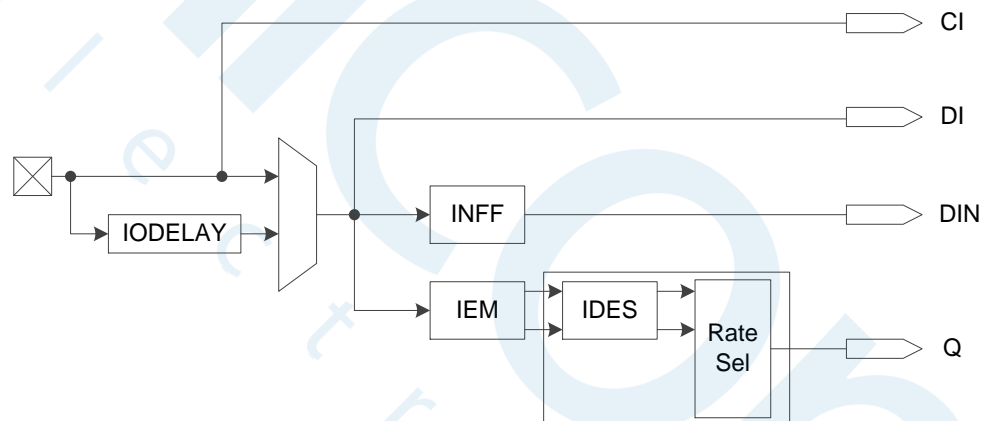 CI
DI
IODELAY
INFF
DIN
IEM
IDES
Rate
Sel
Q